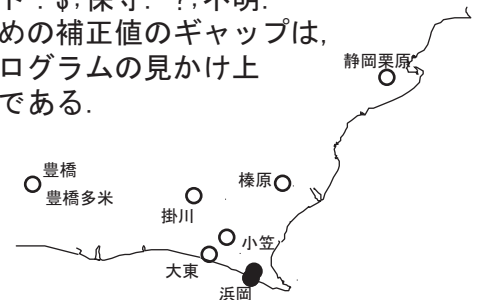 ト：$，保守：？，不明．
めの補正値のギャップは，
ログラムの見かけ上
である．
静岡栗原
豊橋
豊橋多米
榛原
掛川
小笠
大東
浜岡